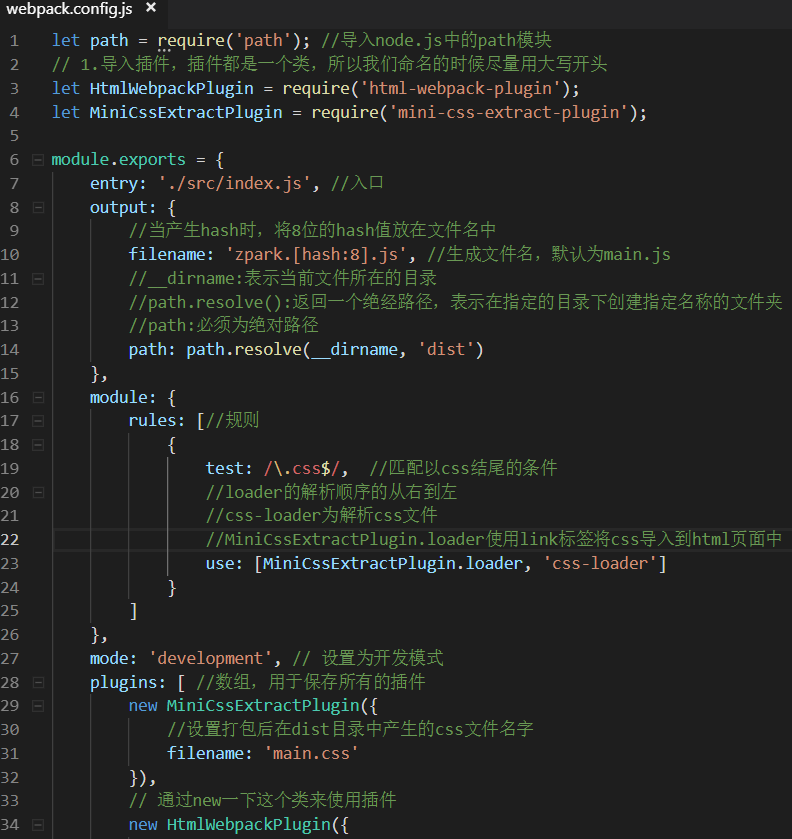 webpack.config.js ×
1 let path = require('path'); //导入node.js中的path模块
2 // 1.导入插件，插件都是一个类，所以我们命名的时候尽量用大写开头
3 let HtmlWebpackPlugin = require('html-webpack-plugin');
4 let MiniCssExtractPlugin = require('mini-css-extract-plugin');
5
6 module.exports = {
7 entry: './src/index.js', //入口
8 output: {
9 //当产生hash时，将8位的hash值放在文件名中
10 filename: 'zpark.[hash:8].js', //生成文件名，默认为main.js
11 //__dirname:表示当前文件所在的目录
12 //path.resolve():返回一个绝经路径，表示在指定的目录下创建指定名称的文件夹
13 //path:必须为绝对路径
14 path: path.resolve(__dirname, 'dist')
15 },
16 module: {
17 rules: [//规则
18 {
19 test: /\.css$/, //匹配以css结尾的条件
20 //loader的解析顺序的从右到左
21 //css-loader为解析css文件
22 //MiniCssExtractPlugin.loader使用link标签将css导入到html页面中
23 use: [MiniCssExtractPlugin.loader, 'css-loader']
24 }
25 ]
26 },
27 mode: 'development', // 设置为开发模式
28 plugins: [ //数组，用于保存所有的插件
29 new MiniCssExtractPlugin({
30 //设置打包后在dist目录中产生的css文件名字
31 filename: 'main.css'
32 }),
33 // 通过new一下这个类来使用插件
34 new HtmlWebpackPlugin({